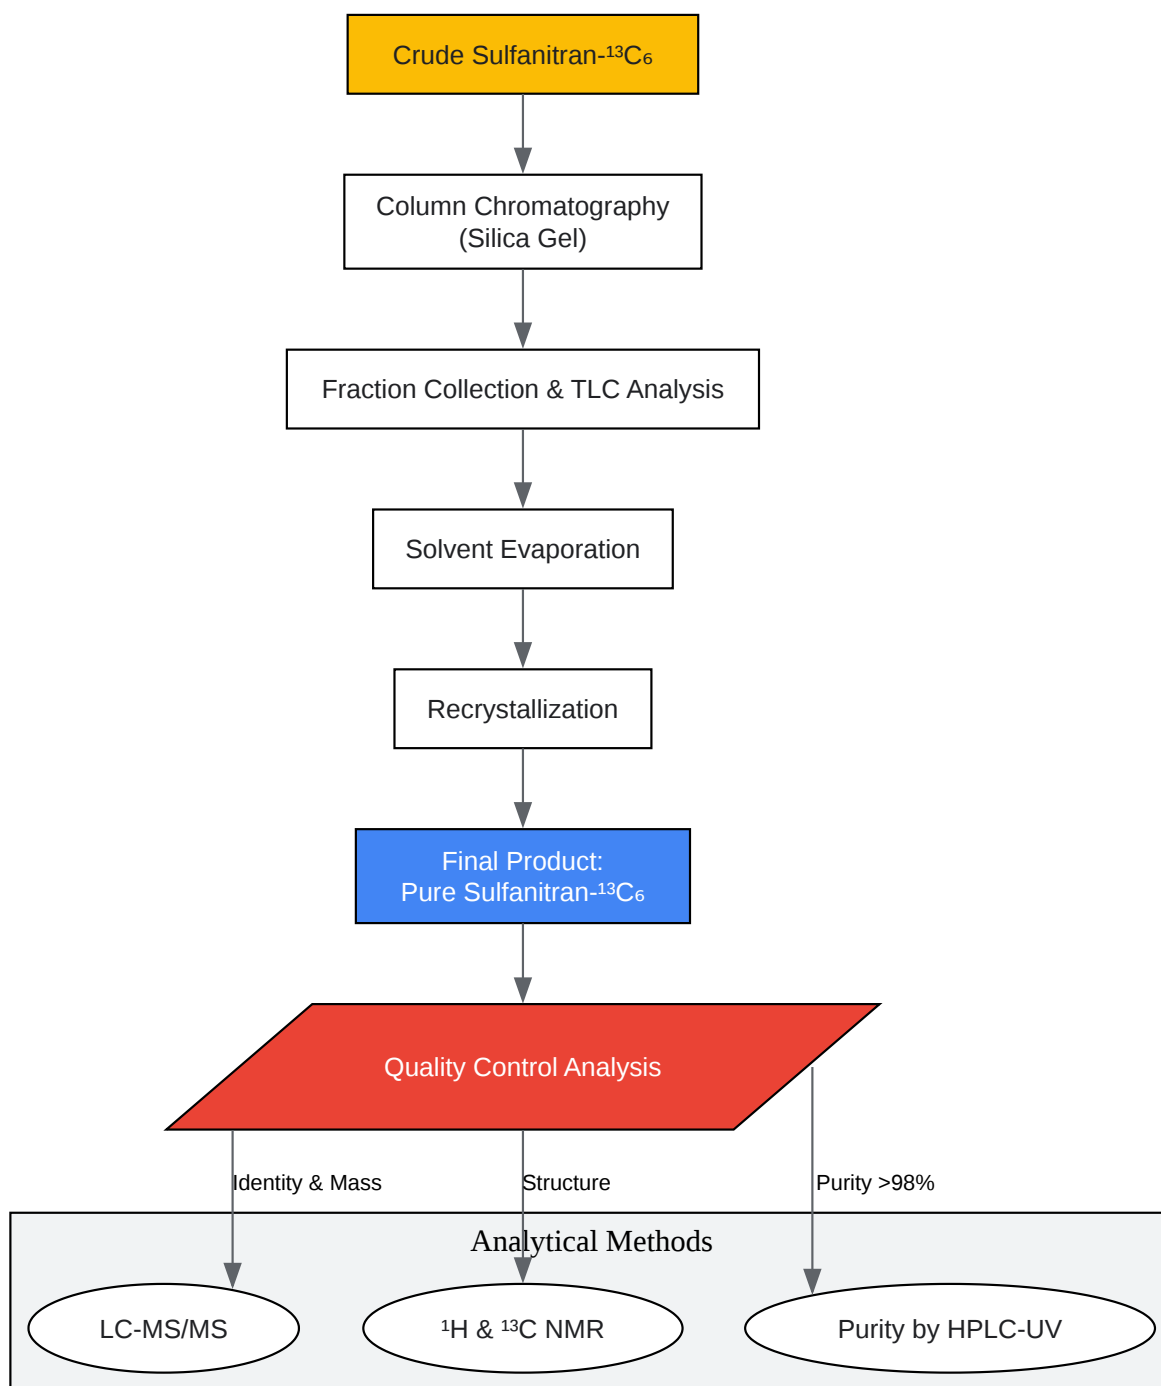 Crude Sulfanitran-¹³C₆
Column Chromatography
(Silica Gel)
Fraction Collection & TLC Analysis
Solvent Evaporation
Recrystallization
Final Product:
Pure Sulfanitran-¹³C₆
Quality Control Analysis
Identity & Mass
Structure
Purity >98%
Analytical Methods
LC-MS/MS
¹H & ¹³C NMR
Purity by HPLC-UV